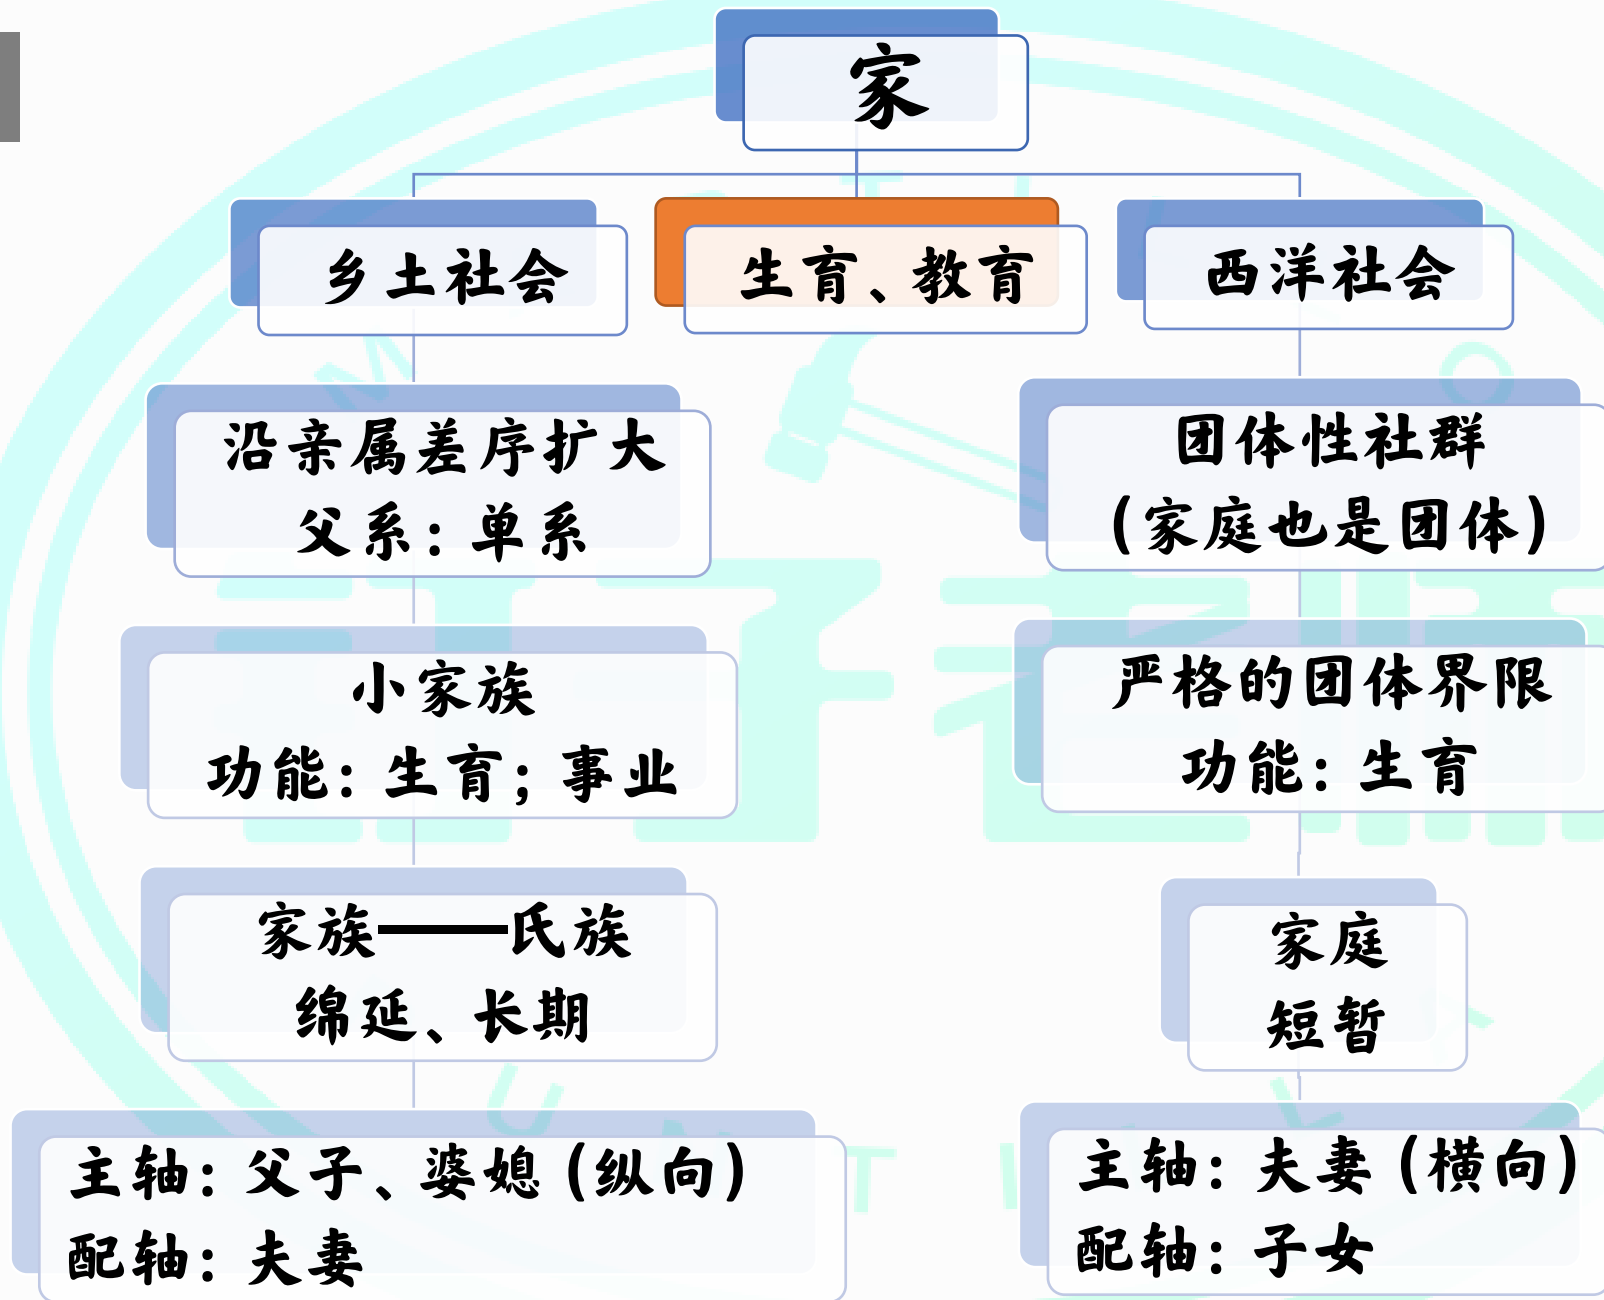 家
乡土社会
生育、教育
西洋社会
沿亲属差序扩大
父系：单系
团体性社群
（家庭也是团体）
小家族
功能：生育；事业
严格的团体界限
功能：生育
家族——氏族
绵延、长期
家庭
短暂
主轴：父子、婆媳（纵向）
配轴：夫妻
主轴：夫妻（横向）
配轴：子女